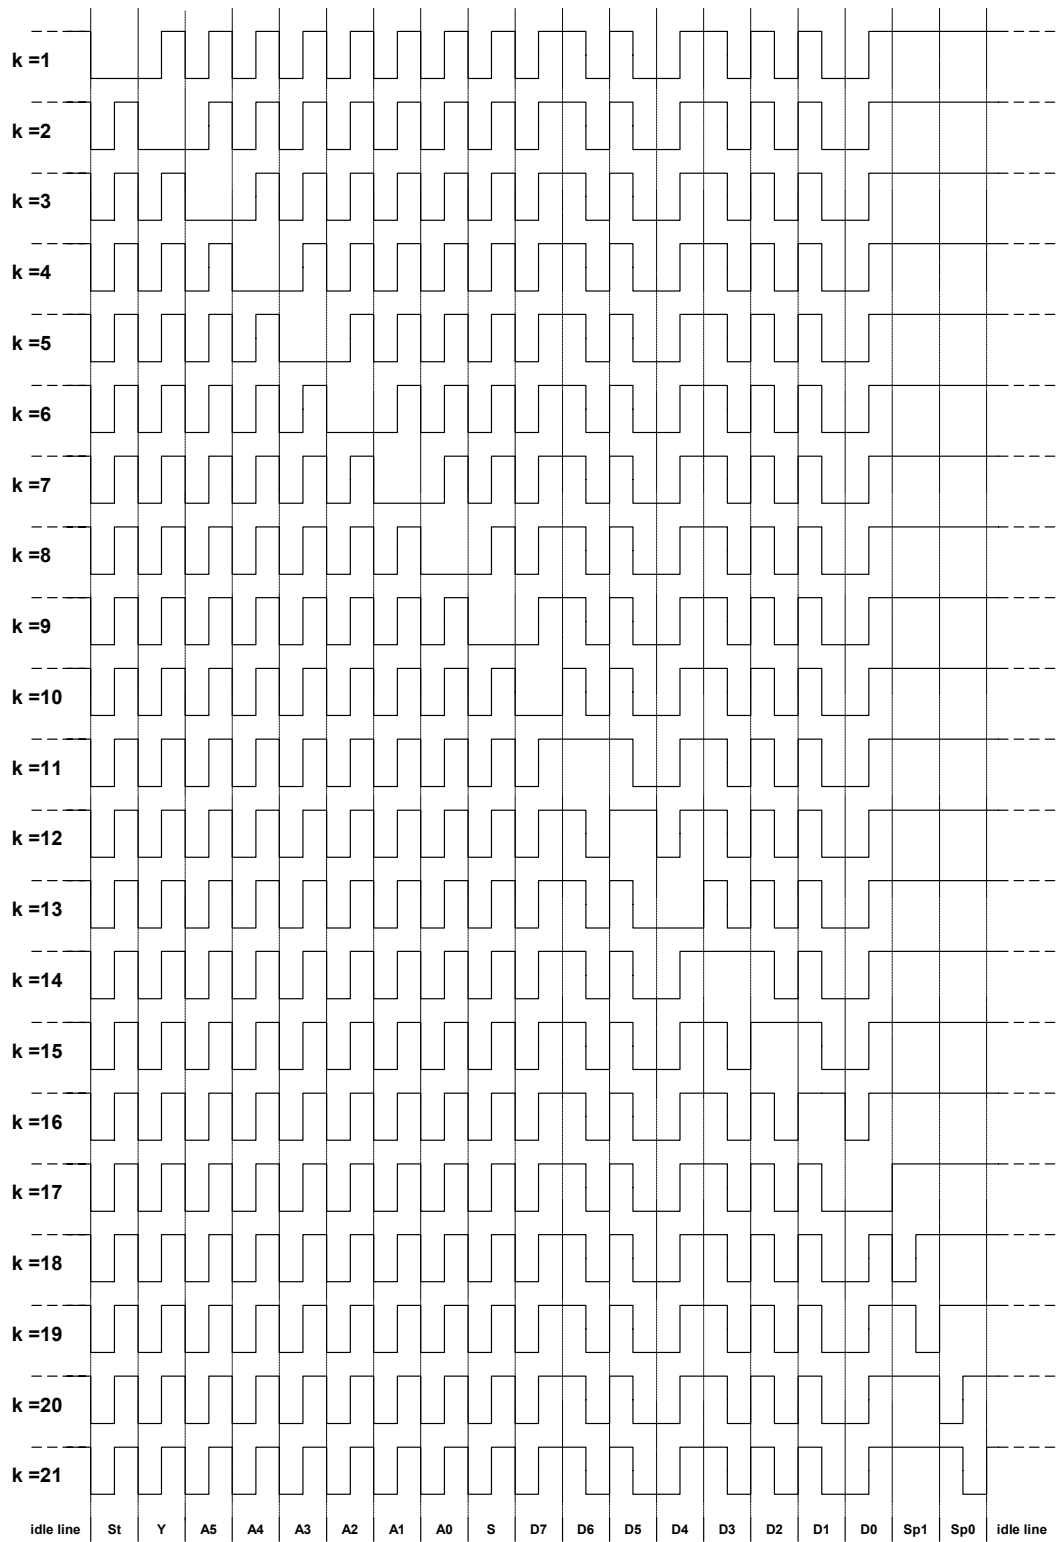 k =1
k =2
k =3
k =4
k =5
k =6
k =7
k =8
k =9
k =10
k =11
k =12
k =13
k =14
k =15
k =16
k =17
k =18
k =19
k =20
k =21
idle line St Y A5 A4 A3 A2 A1 A0 S D7 D6 D5 D4 D3 D2 D1 D0 Sp1 Sp0 idle line